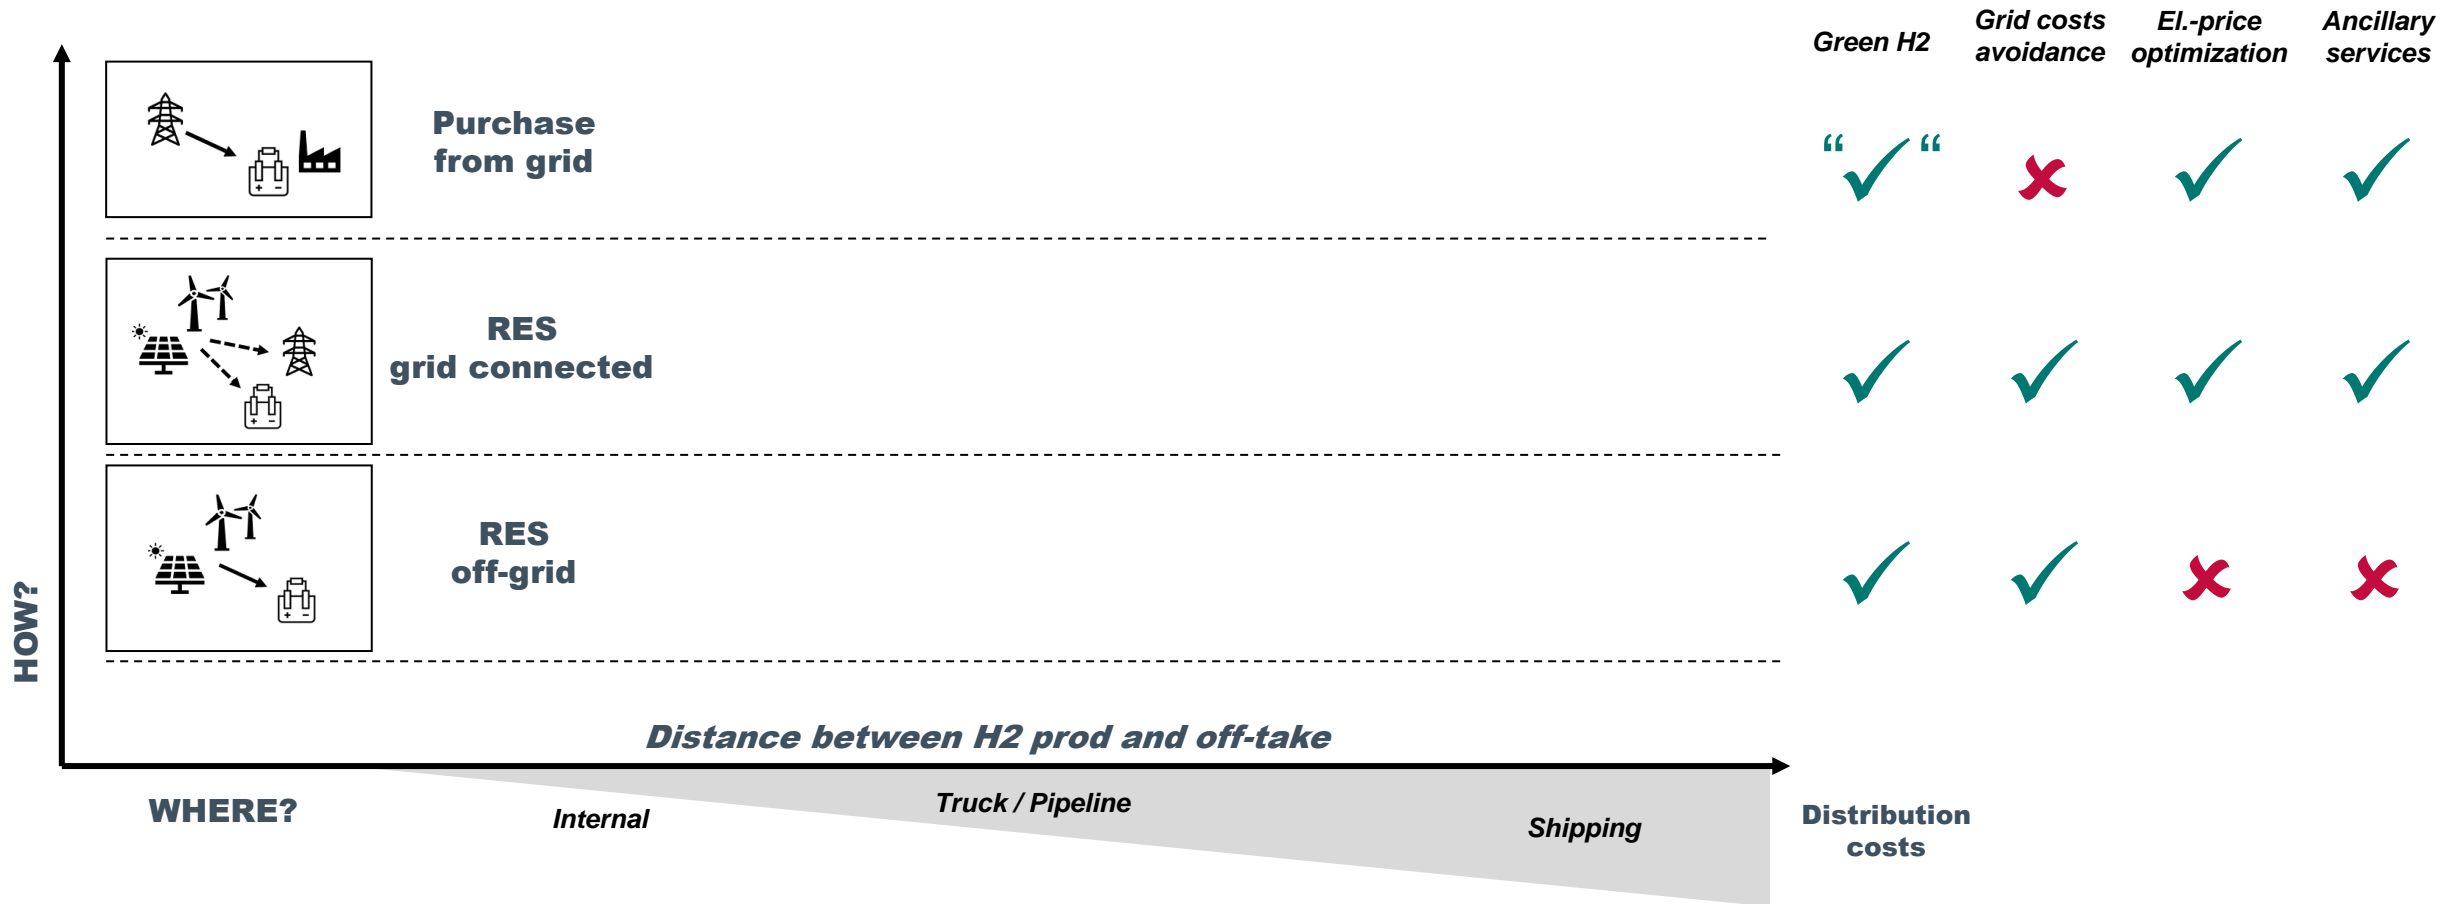 Green H2
Grid costs
avoidance
El.-price
optimization
Ancillary
services
Purchase
from grid
“ “
RES
grid connected
RES
off-grid
HOW?
Distance between H2 prod and off-take
WHERE?
Internal
Truck / Pipeline
Shipping
Distribution
costs